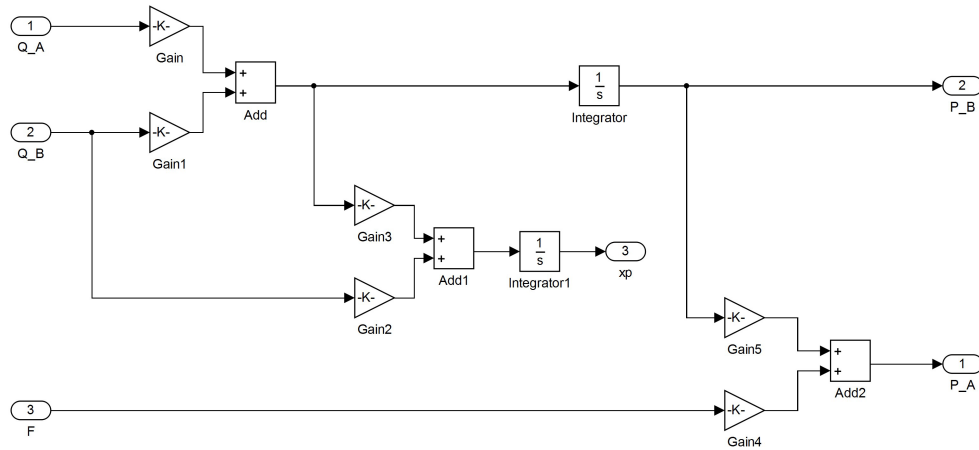 1
Q_A
-K-
Gain
+
+
Add
2
Q_B
-K-
Gain1
1
s
Integrator
2
P_B
-K-
Gain3
+
+
Add1
1
s
Integrator1
3
xp
-K-
Gain2
-K-
Gain5
+
+
Add2
1
P_A
3
F
-K-
Gain4